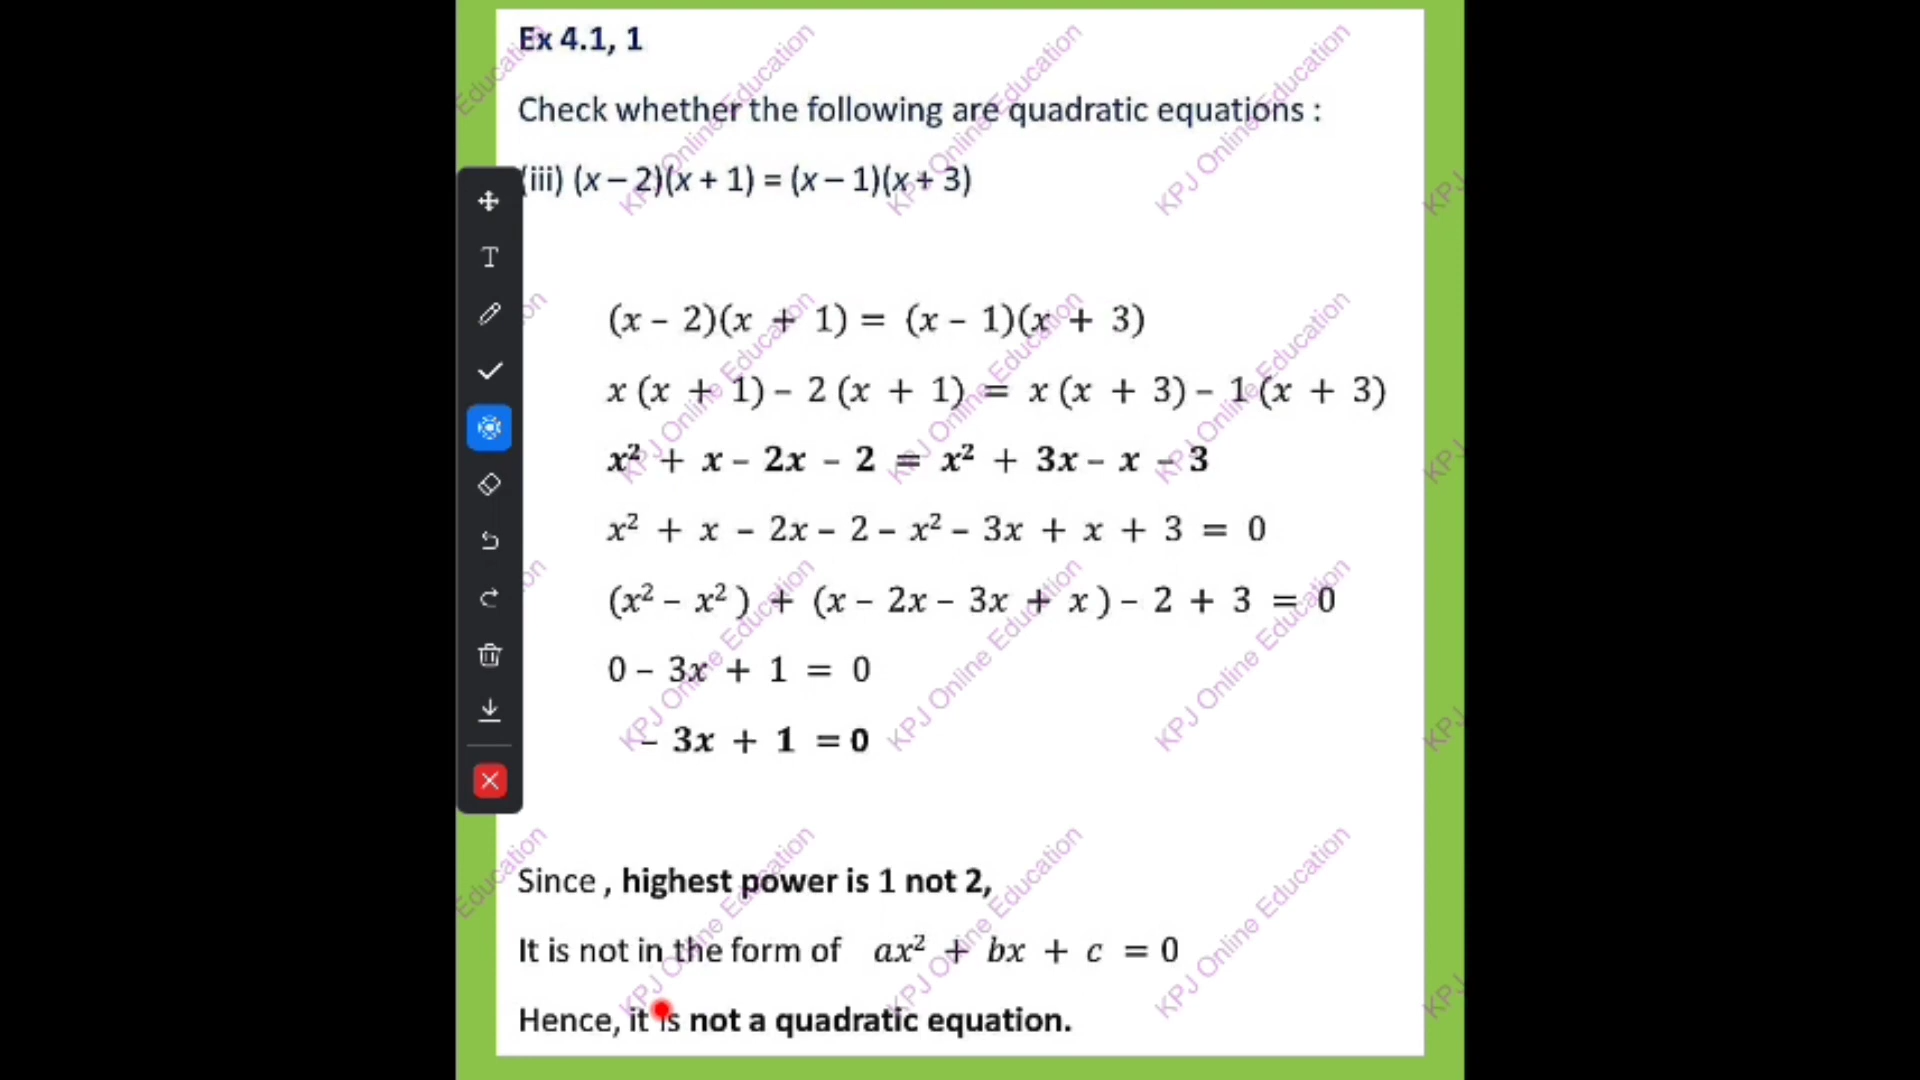 Ex 4.1, 1
Check whether the following are quadratic equations :
(iii) (x – 2)(x + 1) = (x – 1)(x + 3)
(x – 2)(x + 1) = (x – 1)(x + 3)
x (x + 1) – 2 (x + 1) = x (x + 3) – 1 (x + 3)
x² + x – 2x – 2 = x² + 3x – x – 3
x² + x – 2x – 2 – x² – 3x + x + 3 = 0
(x² – x² ) + (x – 2x – 3x + x ) – 2 + 3 = 0
0 – 3x + 1 = 0
– 3x + 1 = 0
Since , highest power is 1 not 2,
It is not in the form of ax² + bx + c = 0
Hence, it is not a quadratic equation.
KPJ Online Education